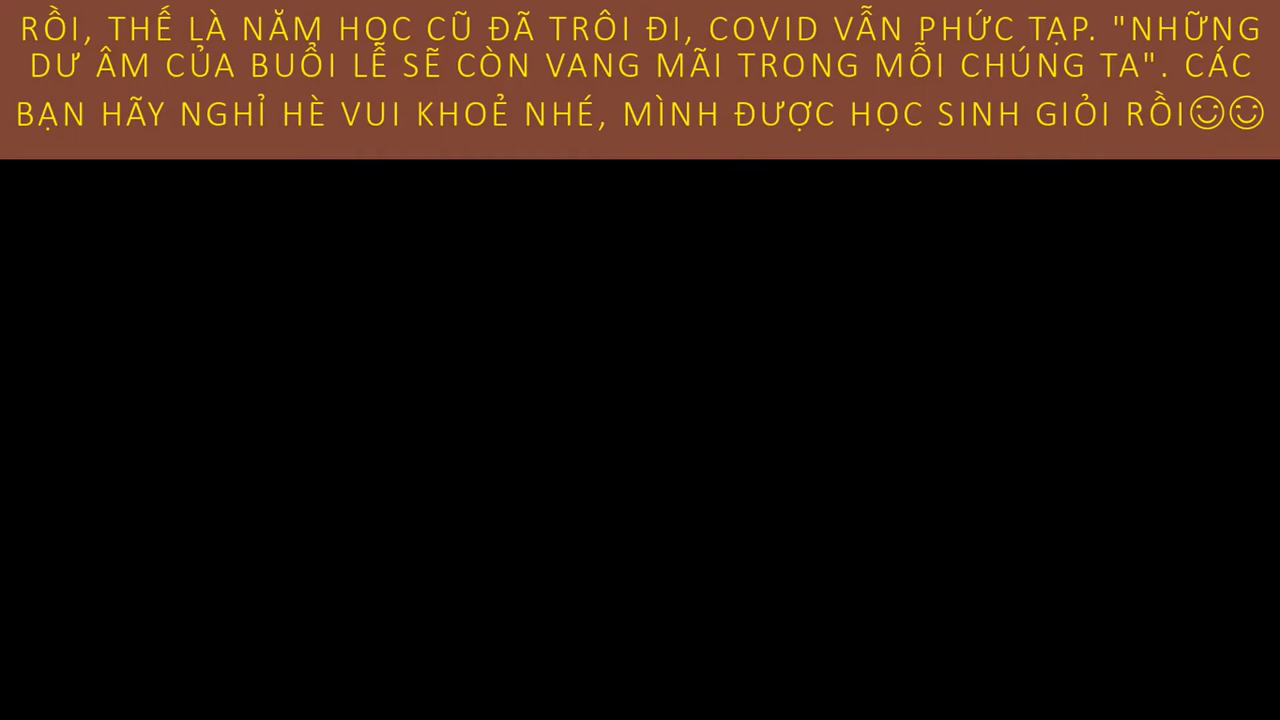 RỒI, THẾ LÀ NĂM HỌC CŨ ĐÃ TRÔI ĐI, COVID VẪN PHỨC TẠP. "NHỮNG
DƯ ÂM CỦA BUỔI LỄ SẼ CÒN VANG MÃI TRONG MỖI CHÚNG TA". CÁC
BẠN HÃY NGHỈ HÈ VUI KHOẺ NHÉ, MÌNH ĐƯỢC HỌC SINH GIỎI RỒI☺☺